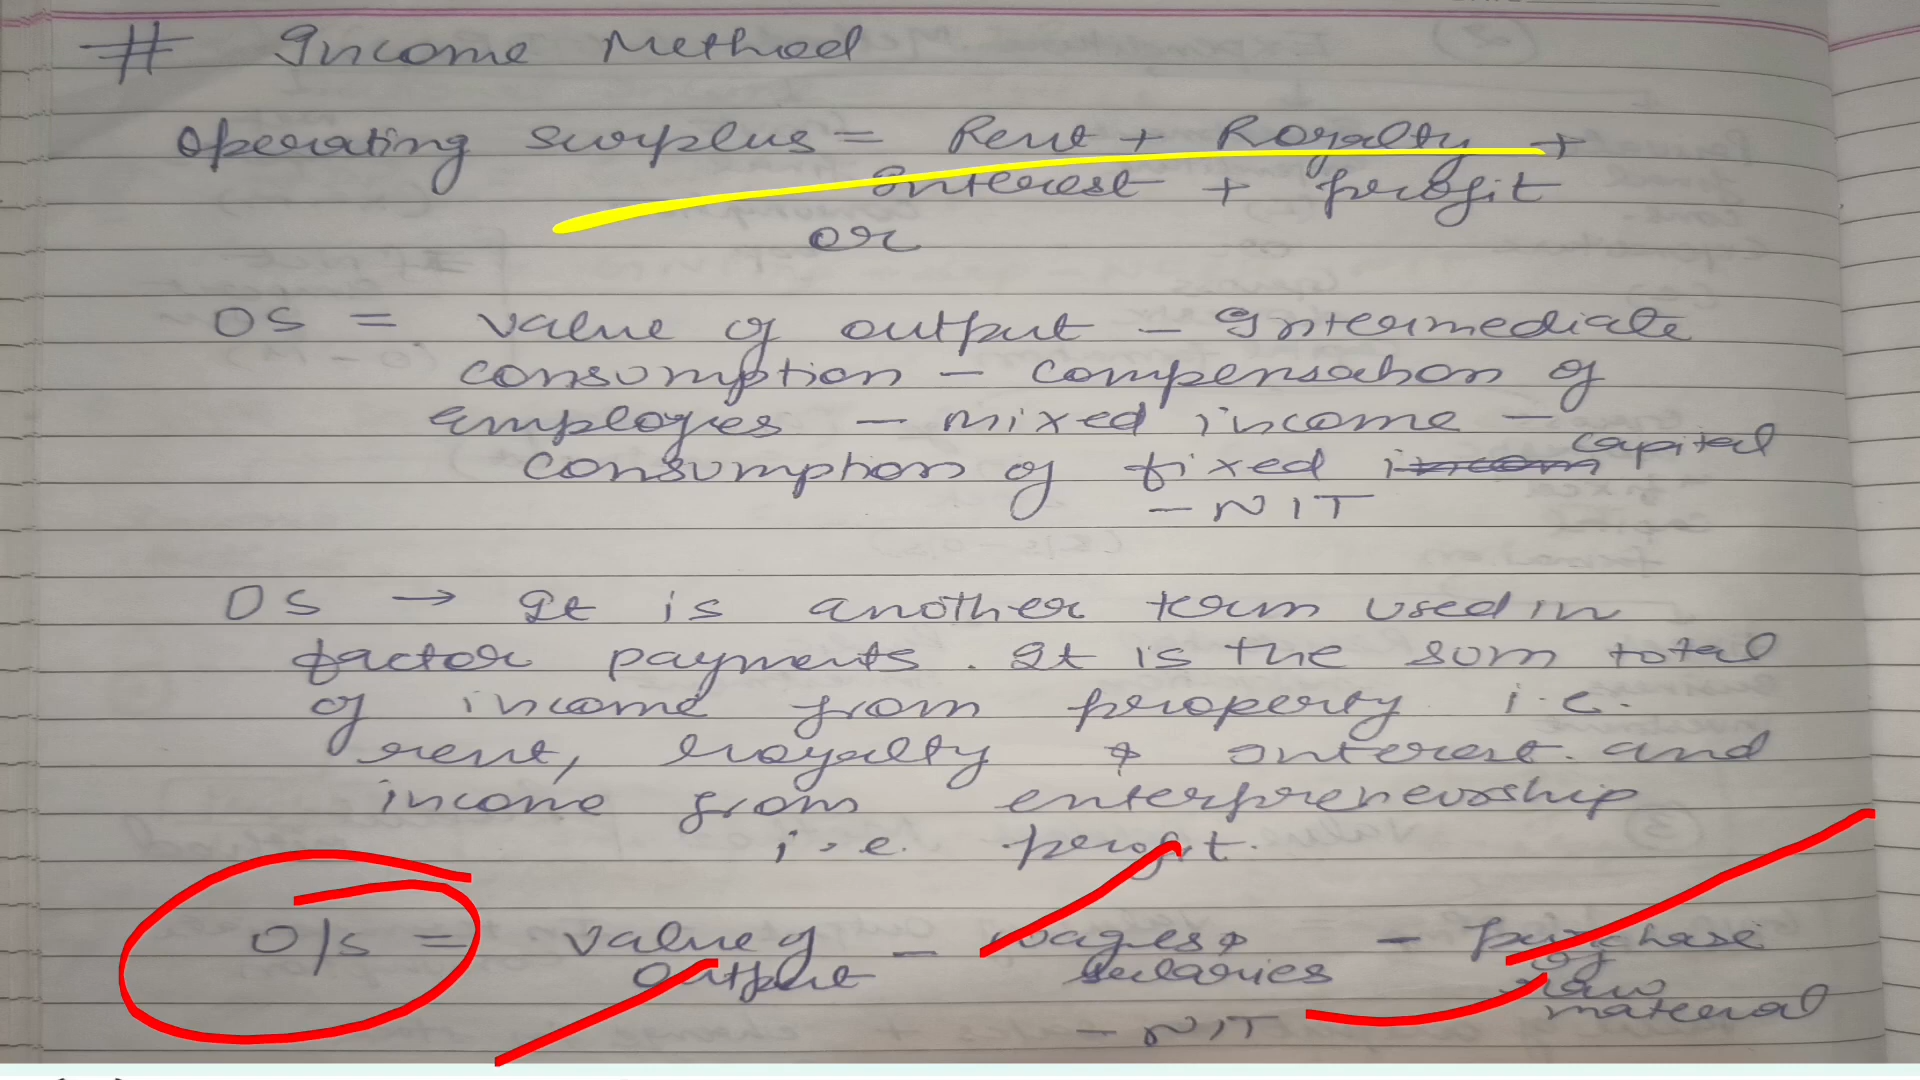 # Income Method
Operating surplus = Rent + Royalty +
Interest + profit
or
OS = value of output - Intermediate
consumption - compensation of
Employees - mixed income -
consumption of fixed incom capital
- NIT
OS → It is another term used in
factor payments. It is the sum total
of income from property i.e.
rent, royalty & interest. and
income from enterpreneurship
i.e. profit.
O/S = value of - wages & - purchase
output salaries of
raw
material
- NIT